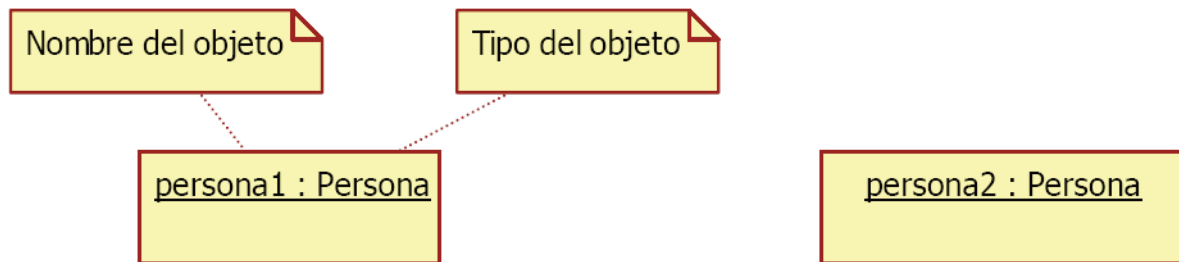 Nombre del objeto
Tipo del objeto
persona1 : Persona
persona2 : Persona